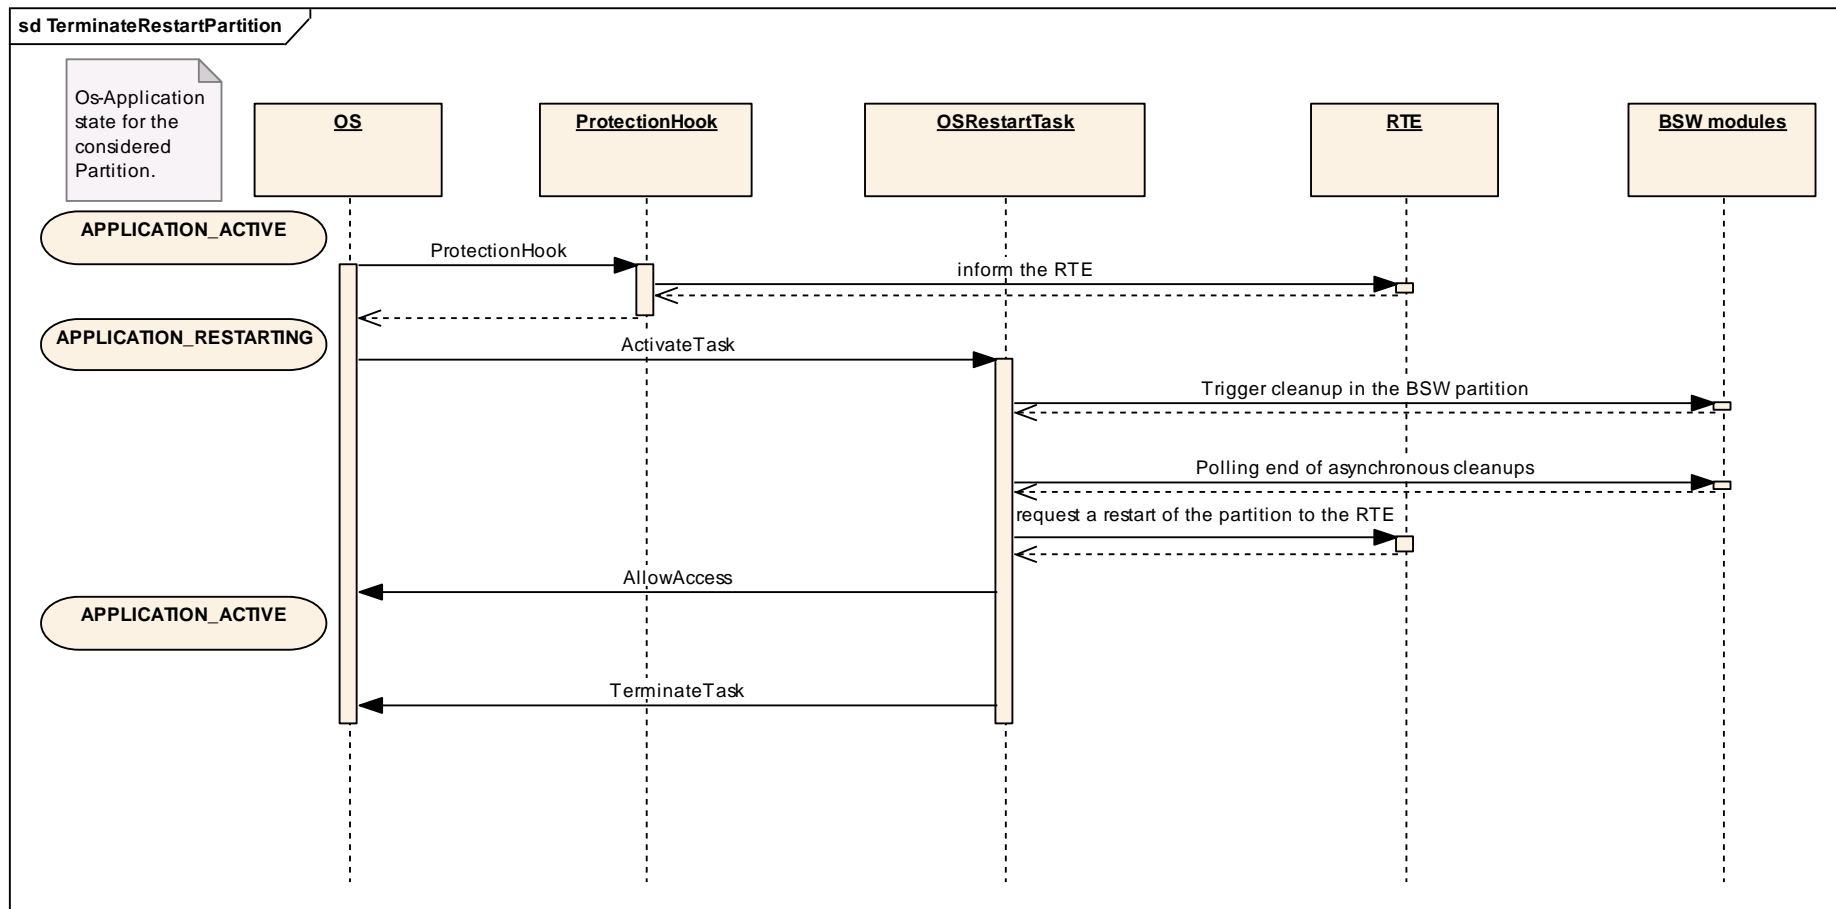 sd TerminateRestartPartition
Os-Application
state for the
considered
Partition.
OS
ProtectionHook
OSRestartTask
RTE
BSW modules
APPLICATION_ACTIVE
ProtectionHook
inform the RTE
APPLICATION_RESTARTING
ActivateTask
Trigger cleanup in the BSW partition
Polling end of asynchronous cleanups
request a restart of the partition to the RTE
AllowAccess
APPLICATION_ACTIVE
TerminateTask